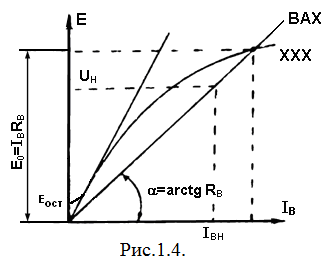 E
ВАХ
ХХХ
Uн
E₀=IвRв
Eост
α=arctg Rв
Iв
Iвн
Рис.1.4.